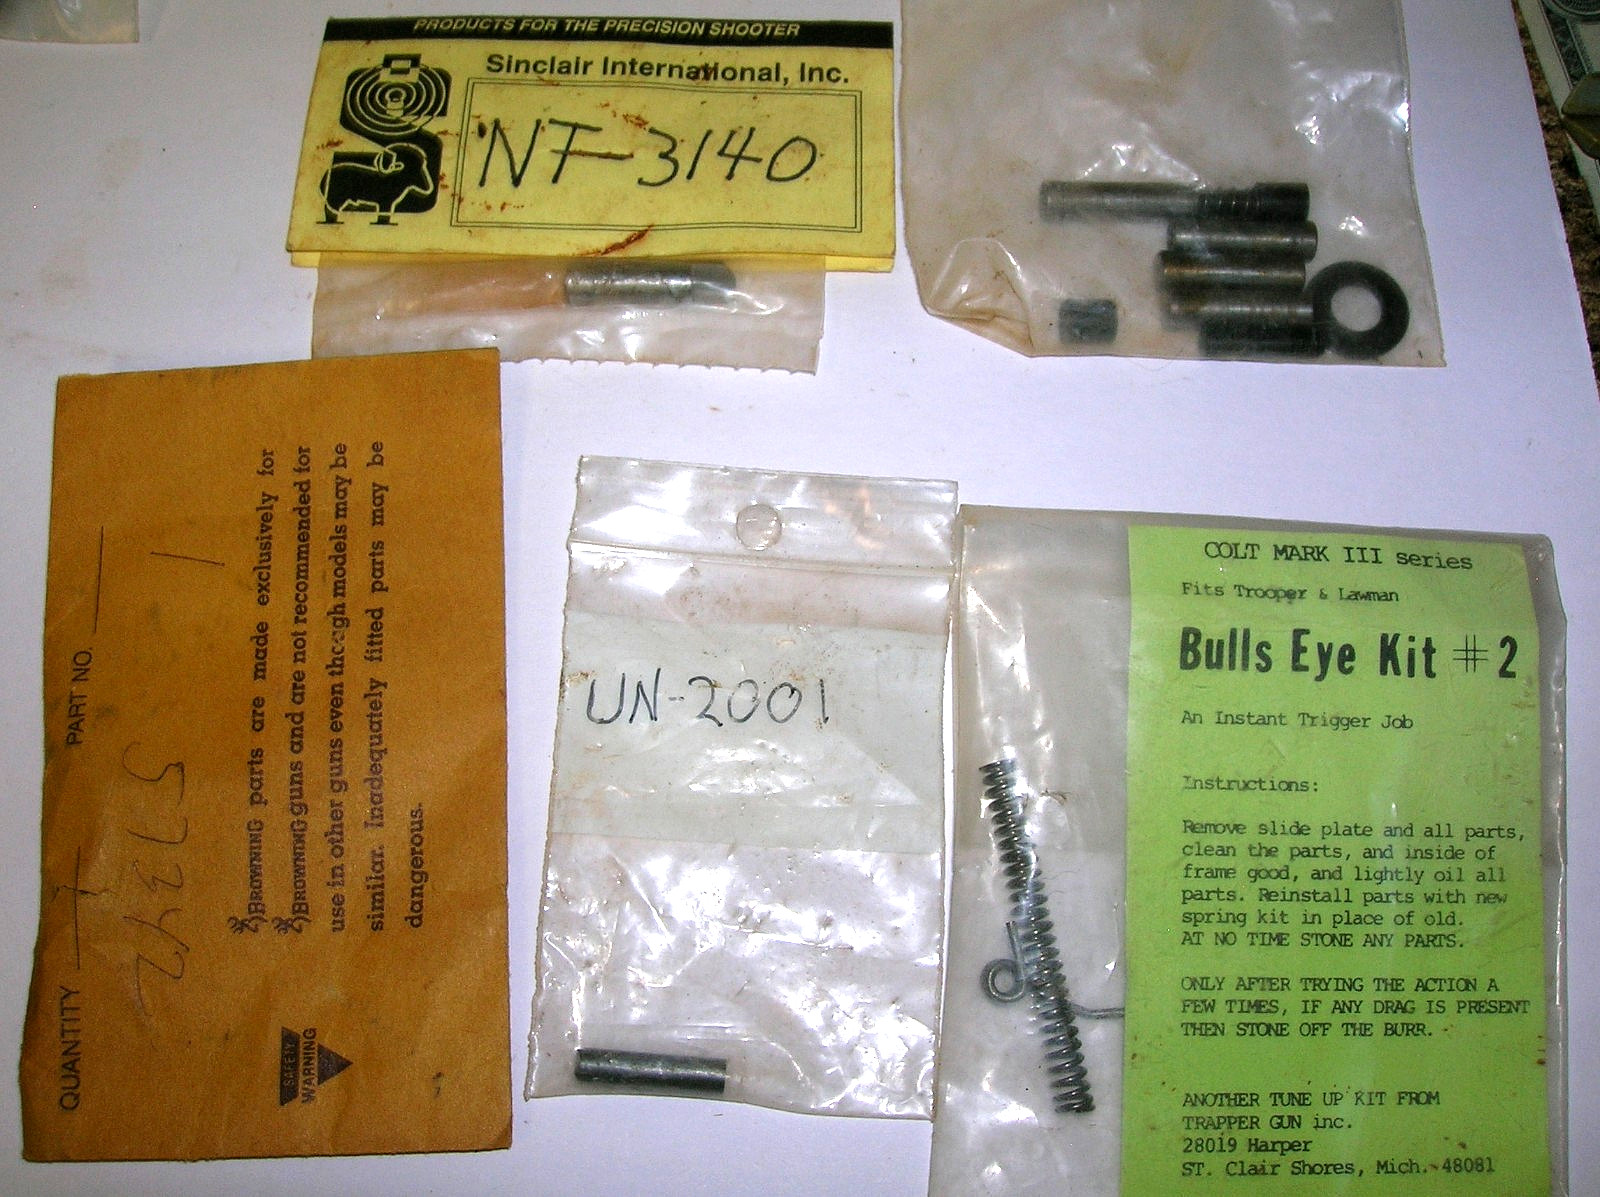 PRODUCTS FOR THE PRECISION SHOOTER
Sinclair International, Inc.
NF-3140
QUANTITY 1 PART NO.
BROWNING parts are made exclusively for
BROWNING guns and are not recommended for
use in other guns even though models may be
similar. Inadequately fitted parts may be
dangerous.
SAFETY
WARNING
UN-2001
COLT MARK III series
Fits Trooper & Lawman
Bulls Eye Kit #2
An Instant Trigger Job
Instructions:
Remove slide plate and all parts,
clean the parts, and inside of
frame good, and lightly oil all
parts. Reinstall parts with new
spring kit in place of old.
AT NO TIME STONE ANY PARTS.
ONLY AFTER TRYING THE ACTION A
FEW TIMES, IF ANY DRAG IS PRESENT
THEN STONE OFF THE BURR.
ANOTHER TUNE UP KIT FROM
TRAPPER GUN inc.
28019 Harper
ST. Clair Shores, Mich. 48081